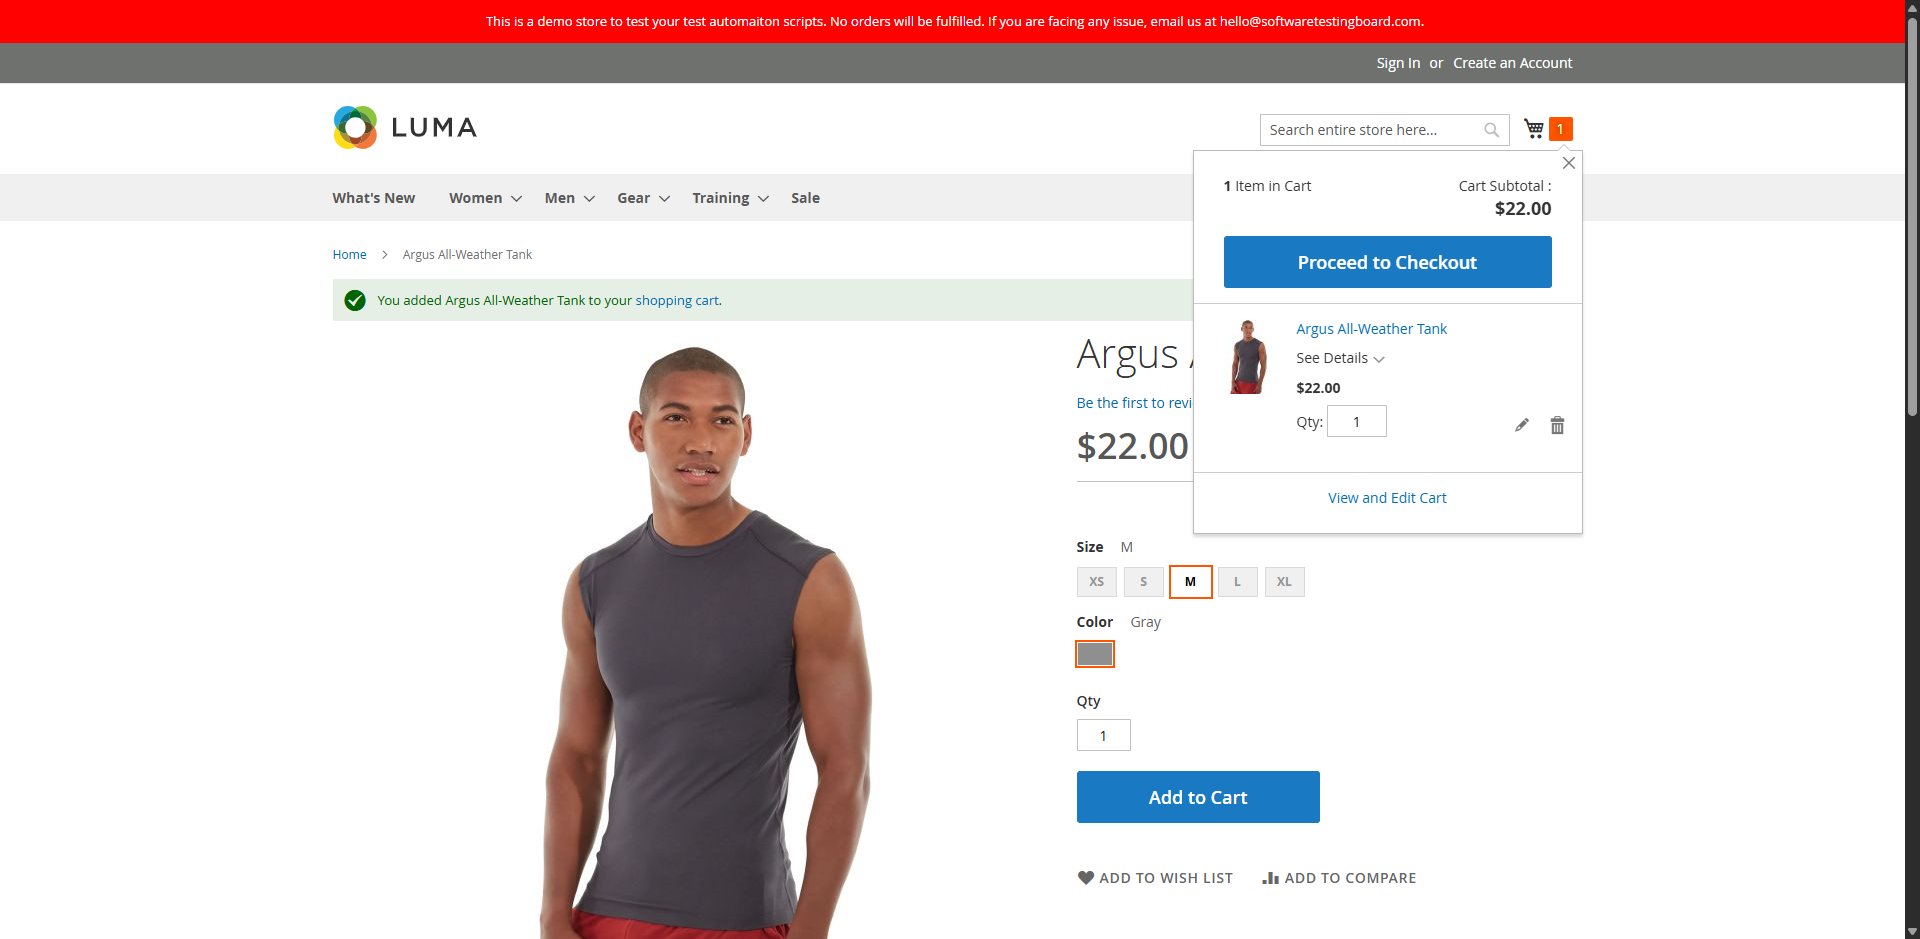 This is a demo store to test your test automaiton scripts. No orders will be fulfilled. If you are facing any issue, email us at hello@softwaretestingboard.com.
Sign In or Create an Account
LUMA
Search entire store here...
1
What's New Women Men Gear Training Sale
1 Item in Cart
Cart Subtotal :
$22.00
Proceed to Checkout
Argus All-Weather Tank
See Details
$22.00
Qty: 1
View and Edit Cart
Home > Argus All-Weather Tank
You added Argus All-Weather Tank to your shopping cart.
Argus
Be the first to revi
$22.00
Size M
XS S M L XL
Color Gray
Qty
1
Add to Cart
ADD TO WISH LIST ADD TO COMPARE